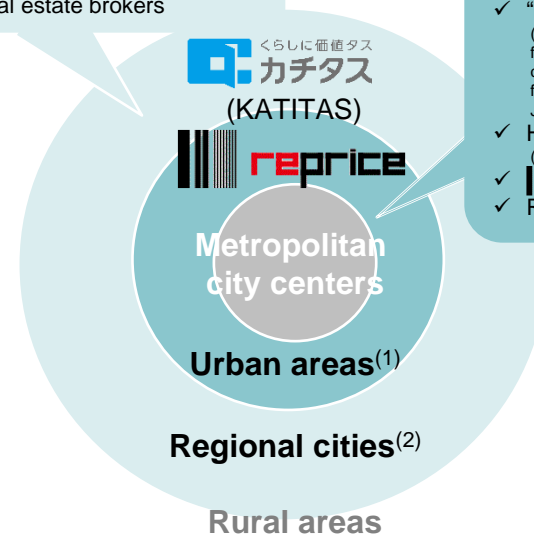 estate brokers
くらしに価値タス
カチタス
(KATITAS)
reprice
Metropolitan
city centers
Urban areas(1)
Regional cities(2)
Rural areas